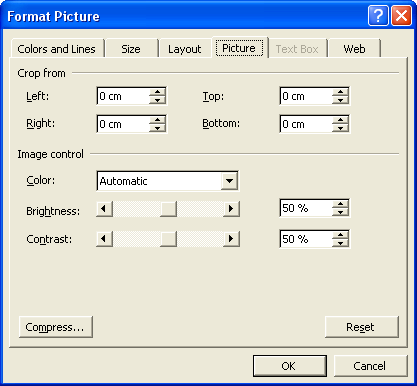 Format Picture
Colors and Lines Size Layout Picture Text Box Web
Crop from
Left: 0 cm Top: 0 cm
Right: 0 cm Bottom: 0 cm
Image control
Color: Automatic
Brightness: 50 %
Contrast: 50 %
Compress... Reset
OK Cancel